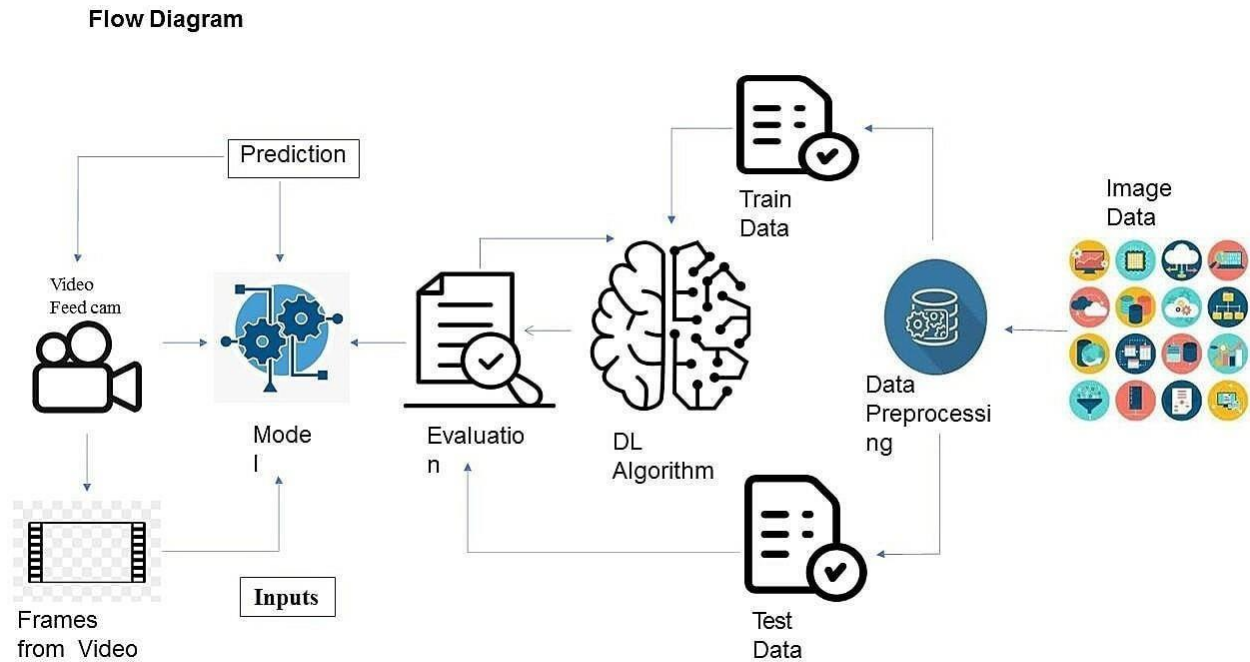 Flow Diagram
Prediction
Train
Data
Image
Data
Video
Feed cam
Mode
l
Evaluatio
n
DL
Algorithm
Data
Preprocessi
ng
Inputs
Frames
from Video
Test
Data